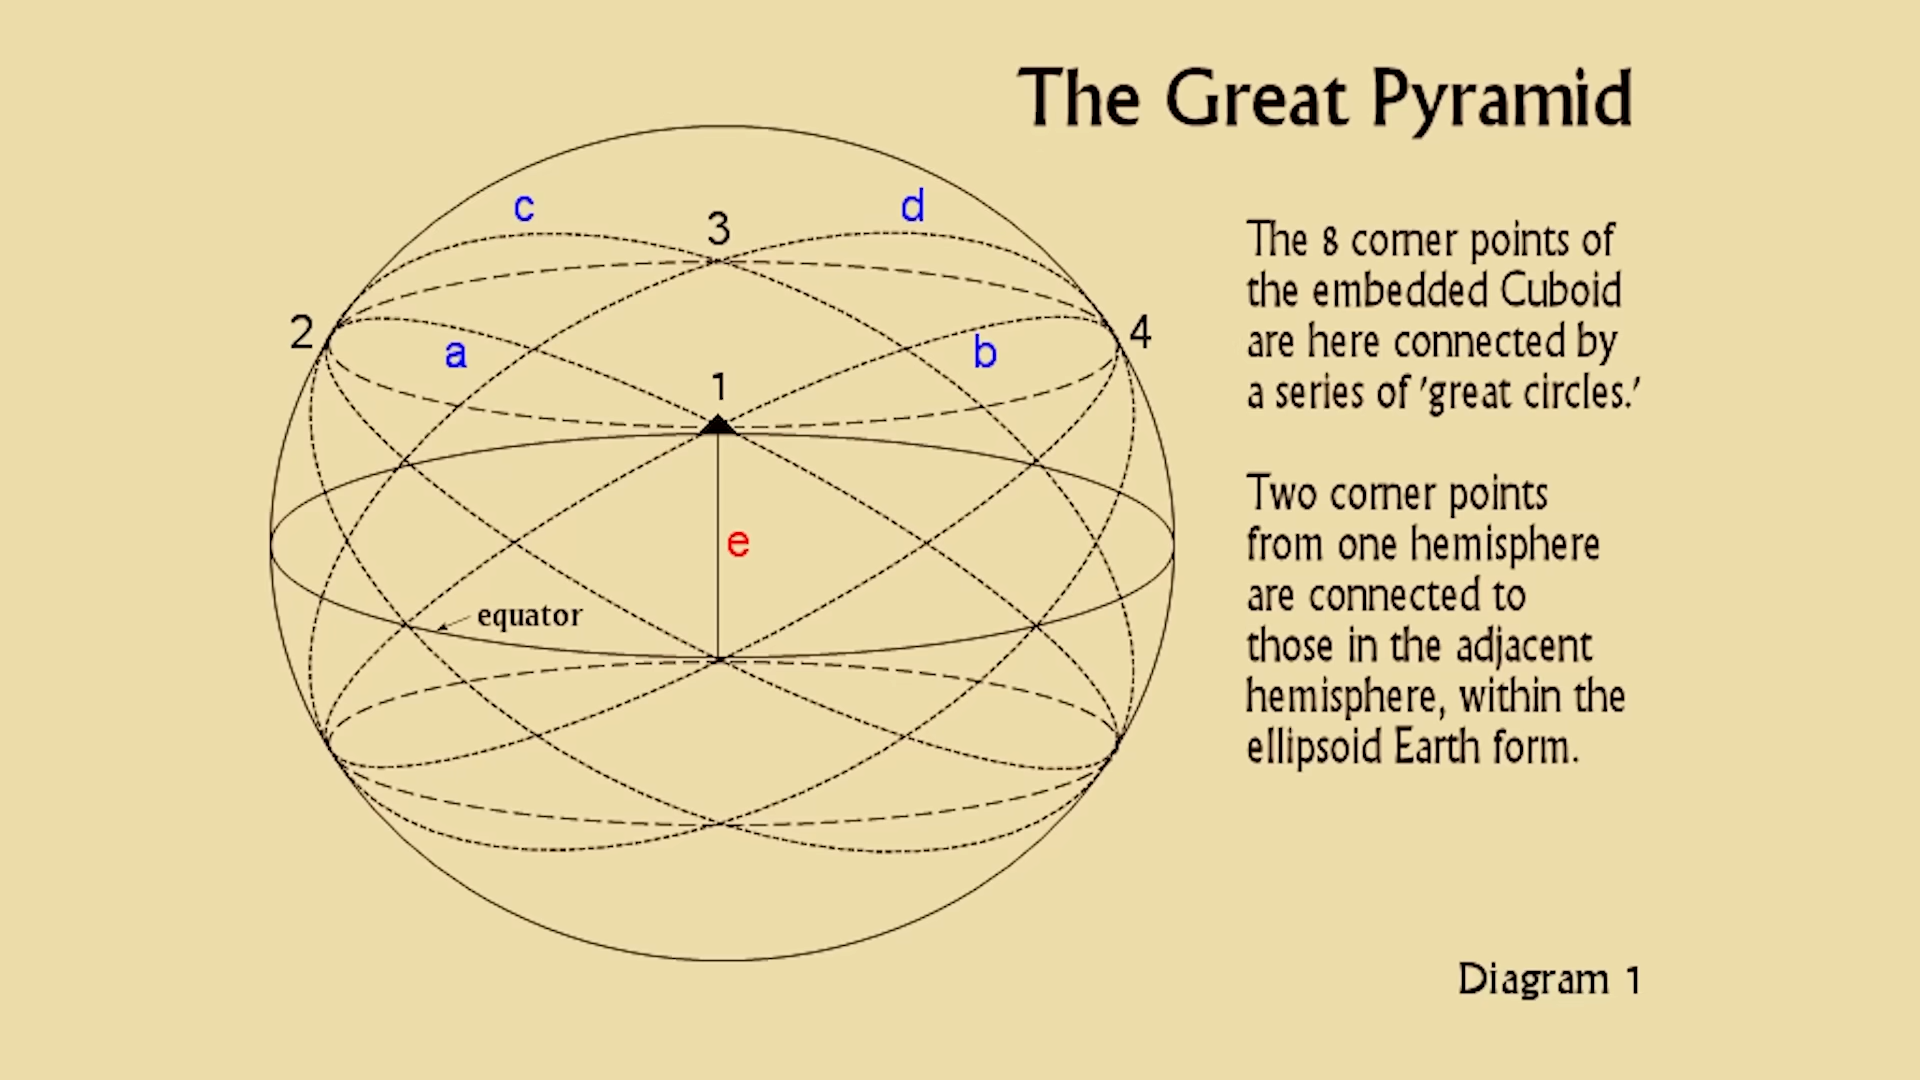 The Great Pyramid
c
d
3
2
4
a
b
1
e
equator
The 8 corner points of
the embedded Cuboid
are here connected by
a series of 'great circles.'
Two corner points
from one hemisphere
are connected to
those in the adjacent
hemisphere, within the
ellipsoid Earth form.
Diagram 1